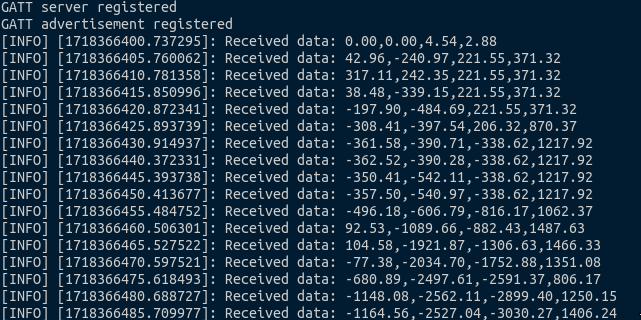 GATT server registered
GATT advertisement registered
[INFO] [1718366400.737295]: Received data: 0.00,0.00,4.54,2.88
[INFO] [1718366405.760062]: Received data: 42.96,-240.97,221.55,371.32
[INFO] [1718366410.781358]: Received data: 317.11,242.35,221.55,371.32
[INFO] [1718366415.850996]: Received data: 38.48,-339.15,221.55,371.32
[INFO] [1718366420.872341]: Received data: -197.90,-484.69,221.55,371.32
[INFO] [1718366425.893739]: Received data: -308.41,-397.54,206.32,870.37
[INFO] [1718366430.914937]: Received data: -361.58,-390.71,-338.62,1217.92
[INFO] [1718366440.372331]: Received data: -362.52,-390.28,-338.62,1217.92
[INFO] [1718366445.393738]: Received data: -350.41,-542.11,-338.62,1217.92
[INFO] [1718366450.413677]: Received data: -357.50,-540.97,-338.62,1217.92
[INFO] [1718366455.484752]: Received data: -496.18,-606.79,-816.17,1062.37
[INFO] [1718366460.506301]: Received data: 92.53,-1089.66,-882.43,1487.63
[INFO] [1718366465.527522]: Received data: 104.58,-1921.87,-1306.63,1466.33
[INFO] [1718366470.597521]: Received data: -77.38,-2034.70,-1752.88,1351.08
[INFO] [1718366475.618493]: Received data: -680.89,-2497.61,-2591.37,806.17
[INFO] [1718366480.688727]: Received data: -1148.08,-2562.11,-2899.40,1250.15
[INFO] [1718366485.709977]: Received data: -1164.56,-2527.04,-3030.27,1406.24